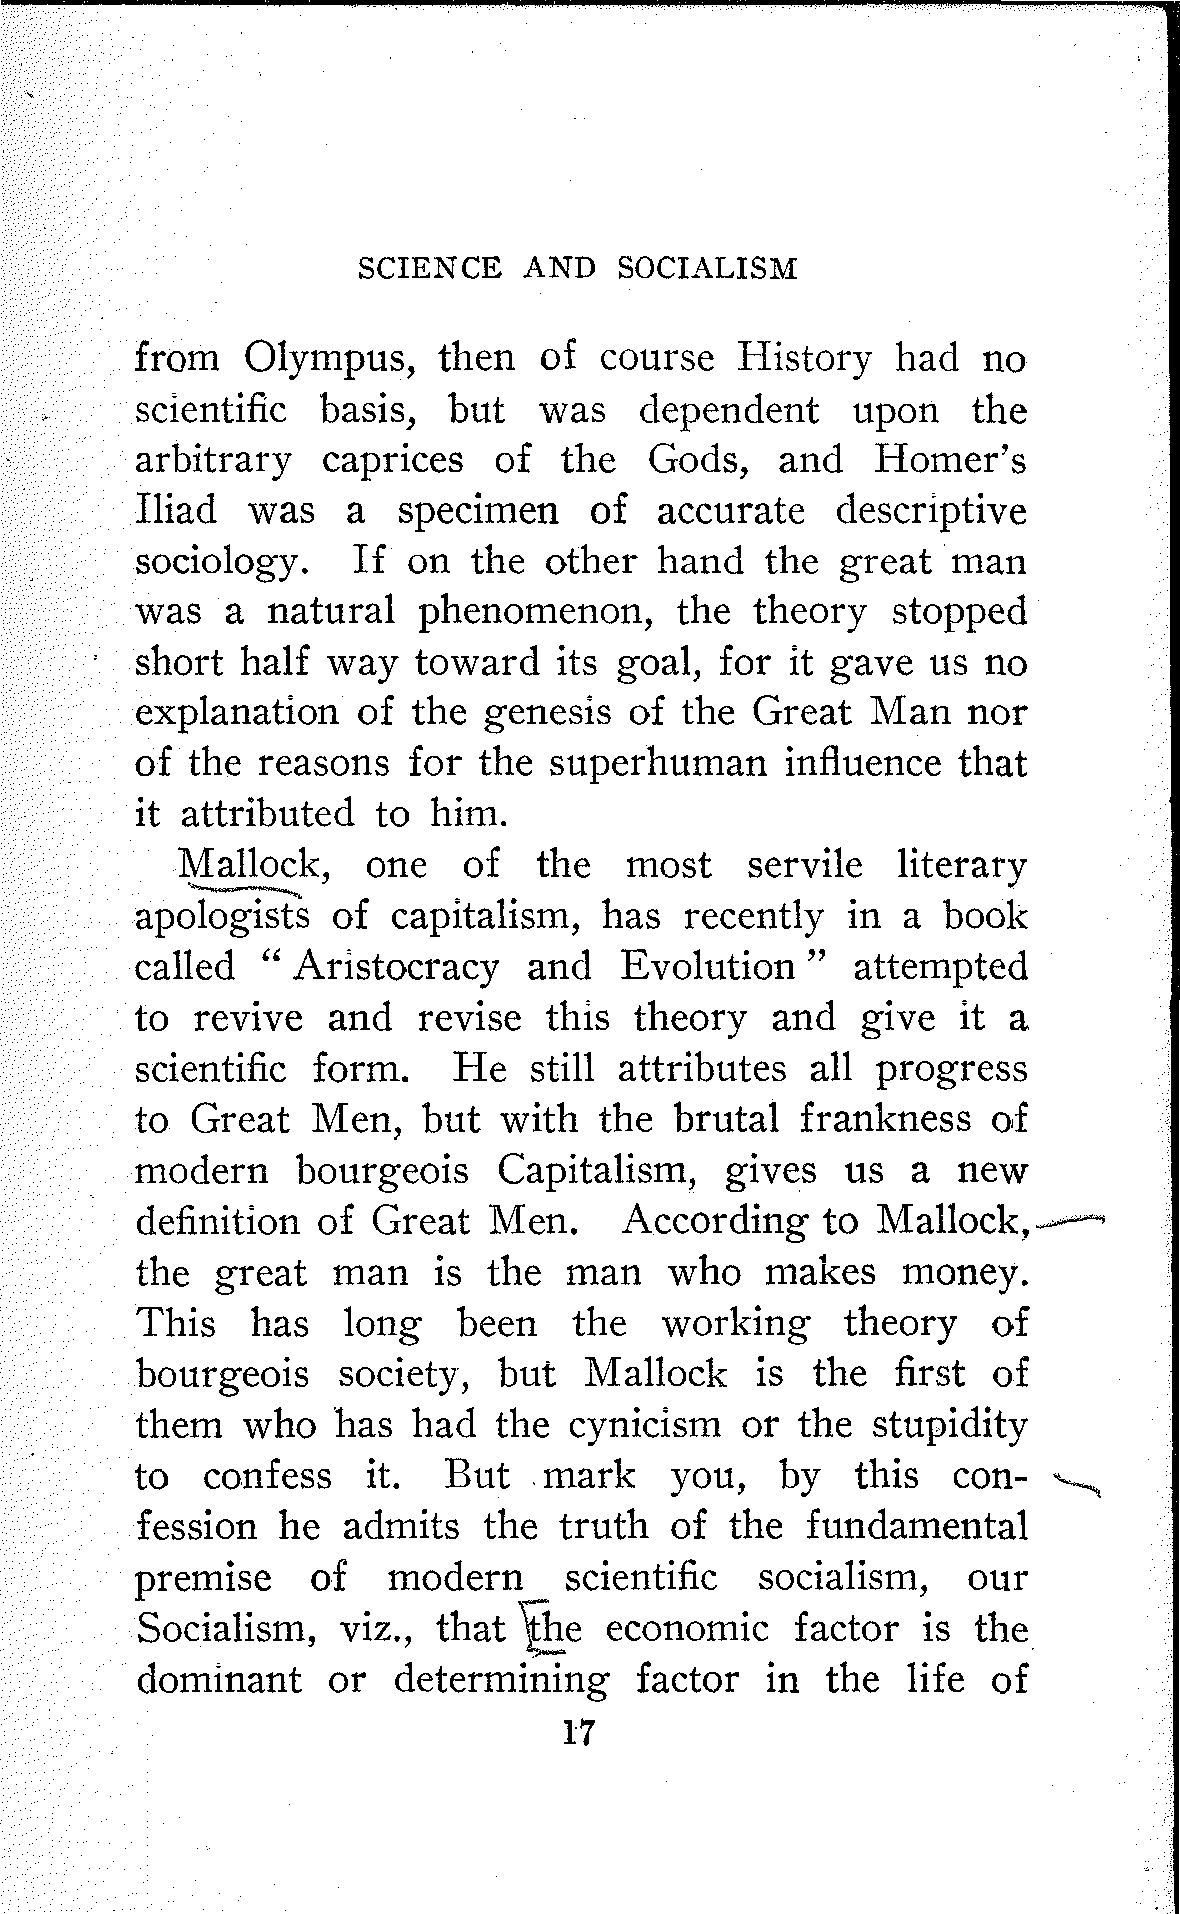 SCIENCE AND SOCIALISM
from Olympus, then of course History had no
scientific basis, but was dependent upon the
arbitrary caprices of the Gods, and Homer's
Iliad was a specimen of accurate descriptive
sociology. If on the other hand the great man
was a natural phenomenon, the theory stopped
short half way toward its goal, for it gave us no
explanation of the genesis of the Great Man nor
of the reasons for the superhuman influence that
it attributed to him.
Mallock, one of the most servile literary
apologists of capitalism, has recently in a book
called " Aristocracy and Evolution " attempted
to revive and revise this theory and give it a
scientific form. He still attributes all progress
to Great Men, but with the brutal frankness of
modern bourgeois Capitalism, gives us a new
definition of Great Men. According to Mallock,
the great man is the man who makes money.
This has long been the working theory of
bourgeois society, but Mallock is the first of
them who has had the cynicism or the stupidity
to confess it. But mark you, by this con-
fession he admits the truth of the fundamental
premise of modern scientific socialism, our
Socialism, viz., that the economic factor is the
dominant or determining factor in the life of
17